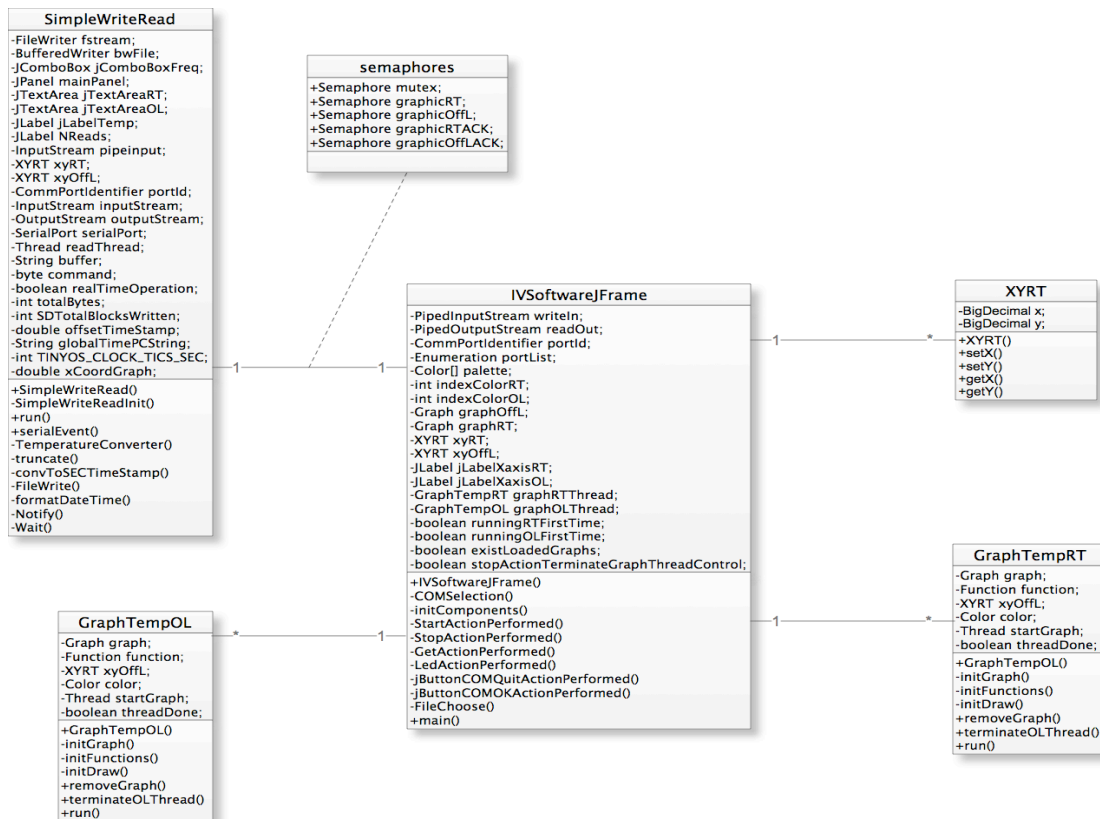 SimpleWriteRead
-FileWriter fstream;
-BufferedWriter bwFile;
-JComboBox jComboBoxFreq;
-JPanel mainPanel;
-JTextArea jTextAreaRT;
-JTextArea jTextAreaOL;
-JLabel jLabelTemp;
-JLabel NReads;
-InputStream pipeinput;
-XYRT xyRT;
-XYRT xyOffL;
-CommPortIdentifier portId;
-InputStream inputStream;
-OutputStream outputStream;
-SerialPort serialPort;
-Thread readThread;
-String buffer;
-byte command;
-boolean realTimeOperation;
-int totalBytes;
-int SDTotalBlocksWritten;
-double offsetTimeStamp;
-String globalTimePCString;
-int TINYOS_CLOCK_TICS_SEC;
-double xCoordGraph;
+SimpleWriteRead()
-SimpleWriteReadInit()
+run()
+serialEvent()
-TemperatureConverter()
-truncate()
-convToSECTimeStamp()
-FileWrite()
-formatDateTime()
-Notify()
-Wait()
semaphores
+Semaphore mutex;
+Semaphore graphicRT;
+Semaphore graphicOffL;
+Semaphore graphicRTACK;
+Semaphore graphicOffLACK;
1
1
IVSoftwareJFrame
-PipedInputStream writeIn;
-PipedOutputStream readOut;
-CommPortIdentifier portId;
-Enumeration portList;
-Color[] palette;
-int indexColorRT;
-int indexColorOL;
-Graph graphOffL;
-Graph graphRT;
-XYRT xyRT;
-XYRT xyOffL;
-JLabel jLabelXaxisRT;
-JLabel jLabelXaxisOL;
-GraphTempRT graphRTThread;
-GraphTempOL graphOLThread;
-boolean runningRTFirstTime;
-boolean runningOLFirstTime;
-boolean existLoadedGraphs;
-boolean stopActionTerminateGraphThreadControl;
+IVSoftwareJFrame()
-COMSelection()
-initComponents()
-StartActionPerformed()
-StopActionPerformed()
-GetActionPerformed()
-LedActionPerformed()
-jButtonCOMQuitActionPerformed()
-jButtonCOMOKActionPerformed()
-FileChoose()
+main()
1
*
XYRT
-BigDecimal x;
-BigDecimal y;
+XYRT()
+setX()
+setY()
+getX()
+getY()
1
*
GraphTempRT
-Graph graph;
-Function function;
-XYRT xyOffL;
-Color color;
-Thread startGraph;
-boolean threadDone;
+GraphTempOL()
-initGraph()
-initFunctions()
-initDraw()
+removeGraph()
+terminateOLThread()
+run()
*
1
GraphTempOL
-Graph graph;
-Function function;
-XYRT xyOffL;
-Color color;
-Thread startGraph;
-boolean threadDone;
+GraphTempOL()
-initGraph()
-initFunctions()
-initDraw()
+removeGraph()
+terminateOLThread()
+run()